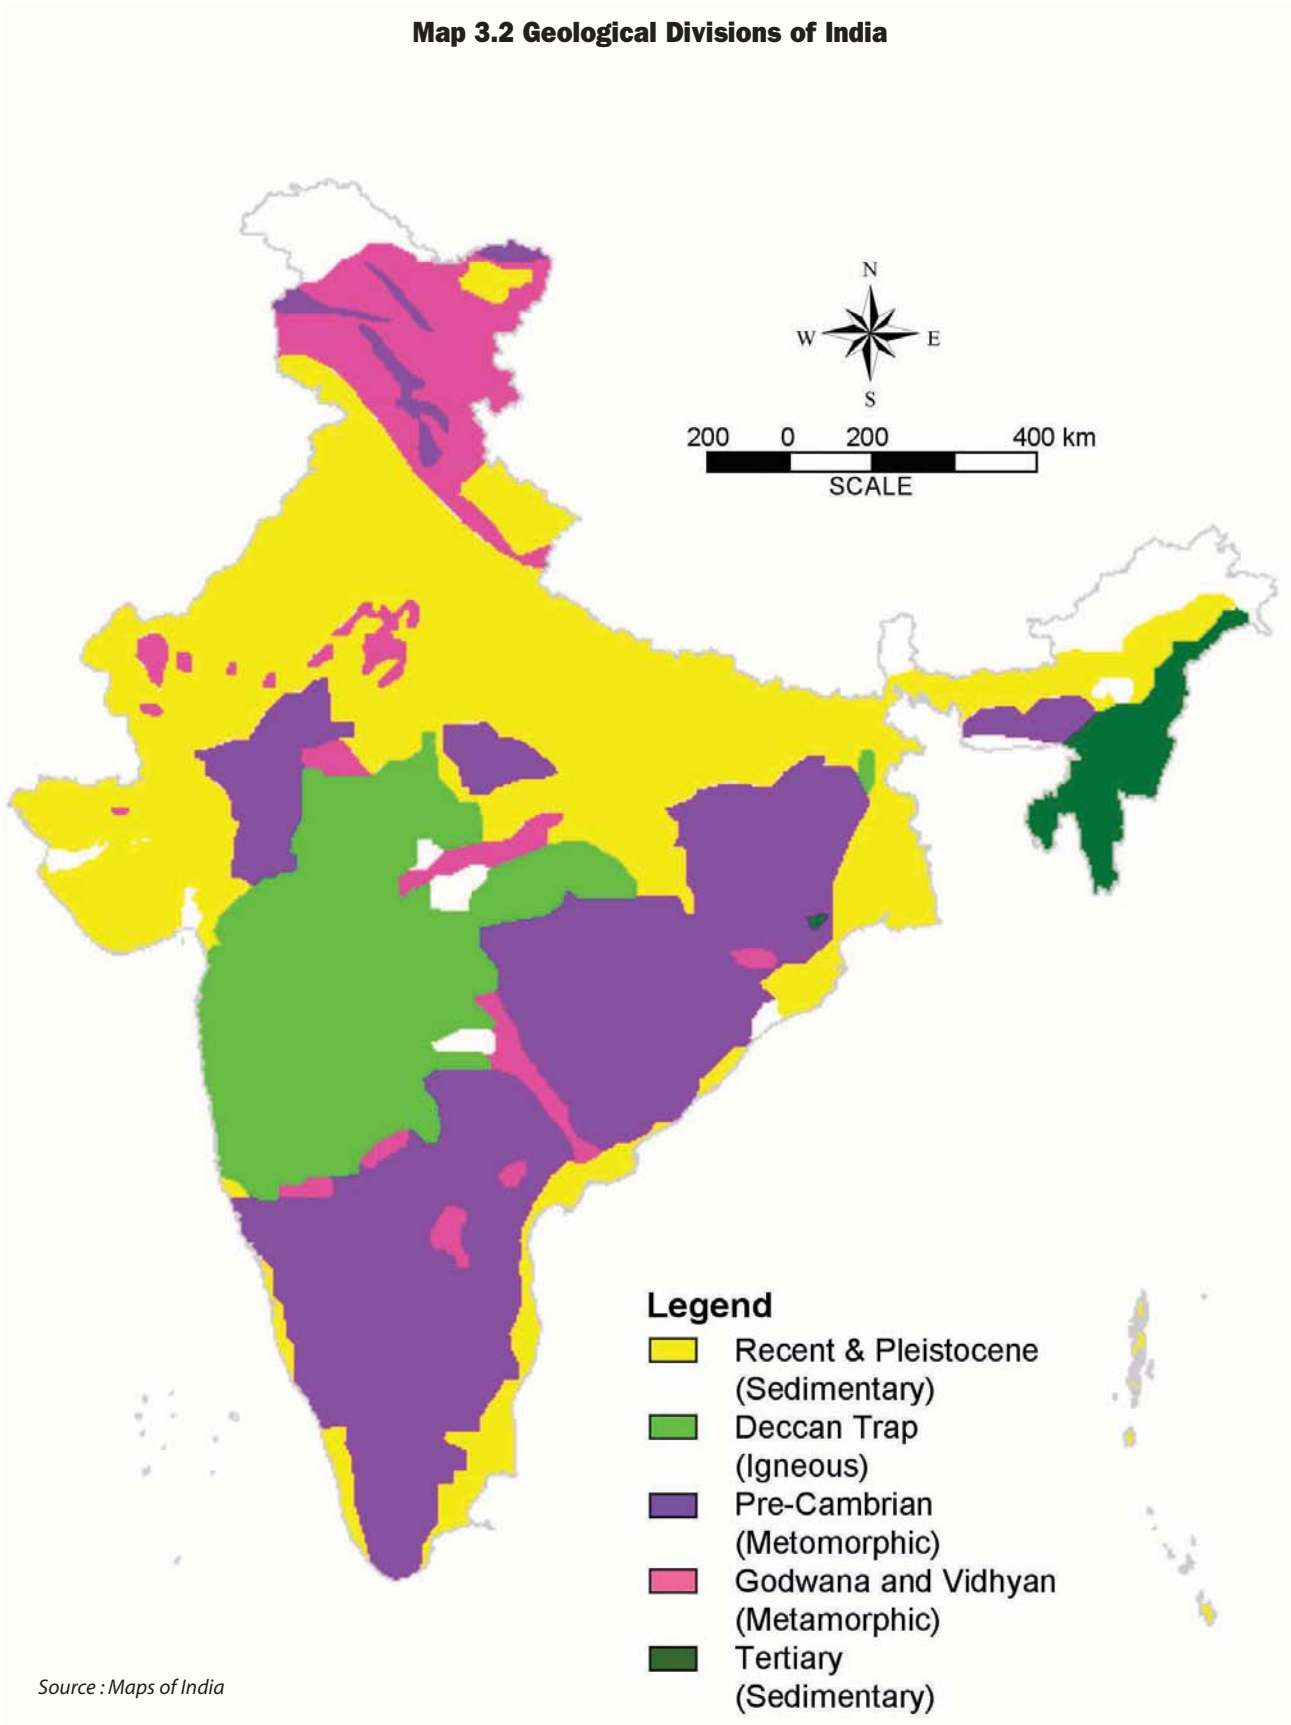 Map 3.2 Geological Divisions of India
N
W E
S
200 0 200 400 km
SCALE
Legend
Recent & Pleistocene
(Sedimentary)
Deccan Trap
(Igneous)
Pre-Cambrian
(Metomorphic)
Godwana and Vidhyan
(Metamorphic)
Tertiary
(Sedimentary)
Source : Maps of India